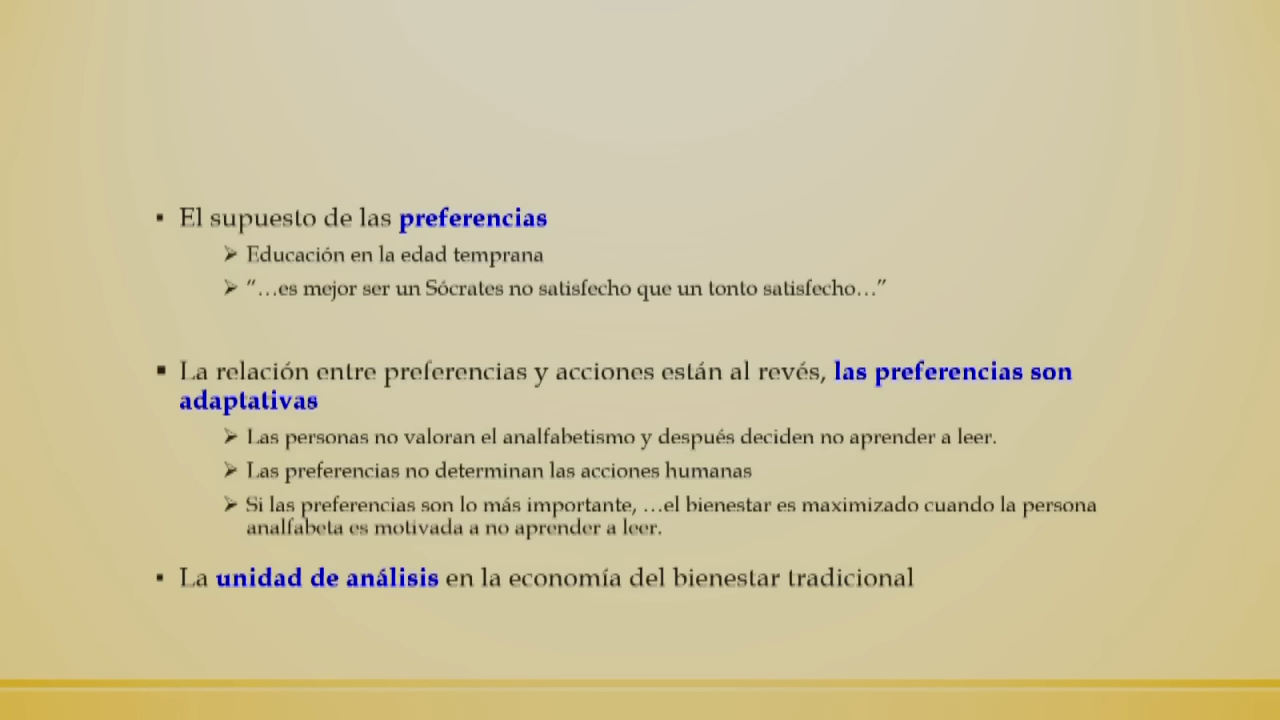 ▪ El supuesto de las preferencias
➢ Educación en la edad temprana
➢ “…es mejor ser un Sócrates no satisfecho que un tonto satisfecho…”
▪ La relación entre preferencias y acciones están al revés, las preferencias son
adaptativas
➢ Las personas no valoran el analfabetismo y después deciden no aprender a leer.
➢ Las preferencias no determinan las acciones humanas
➢ Si las preferencias son lo más importante, …el bienestar es maximizado cuando la persona
analfabeta es motivada a no aprender a leer.
▪ La unidad de análisis en la economía del bienestar tradicional